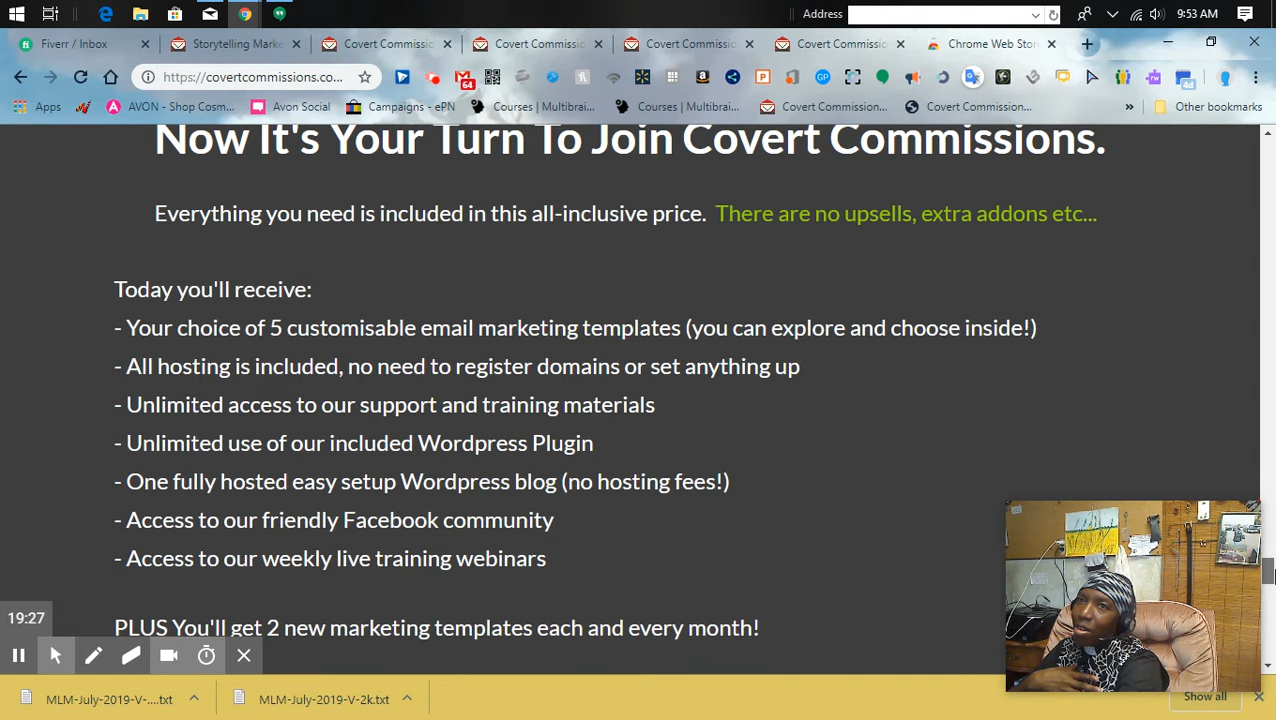 Address
9:53 AM
Fiverr / Inbox
Storytelling Marke
Covert Commissio
Covert Commissio
Covert Commissio
Covert Commissio
Chrome Web Stor
https://covertcommissions.co...
64
GP
4d
Apps
AVON - Shop Cosm...
Avon Social
Campaigns - ePN
Courses | Multibrai...
Courses | Multibrai...
Covert Commission...
Covert Commission...
Other bookmarks
Now It's Your Turn To Join Covert Commissions.
Everything you need is included in this all-inclusive price. There are no upsells, extra addons etc...
Today you'll receive:
- Your choice of 5 customisable email marketing templates (you can explore and choose inside!)
- All hosting is included, no need to register domains or set anything up
- Unlimited access to our support and training materials
- Unlimited use of our included Wordpress Plugin
- One fully hosted easy setup Wordpress blog (no hosting fees!)
- Access to our friendly Facebook community
- Access to our weekly live training webinars
19:27
PLUS You'll get 2 new marketing templates each and every month!
MLM-July-2019-V-....txt
MLM-July-2019-V-2k.txt
Show all